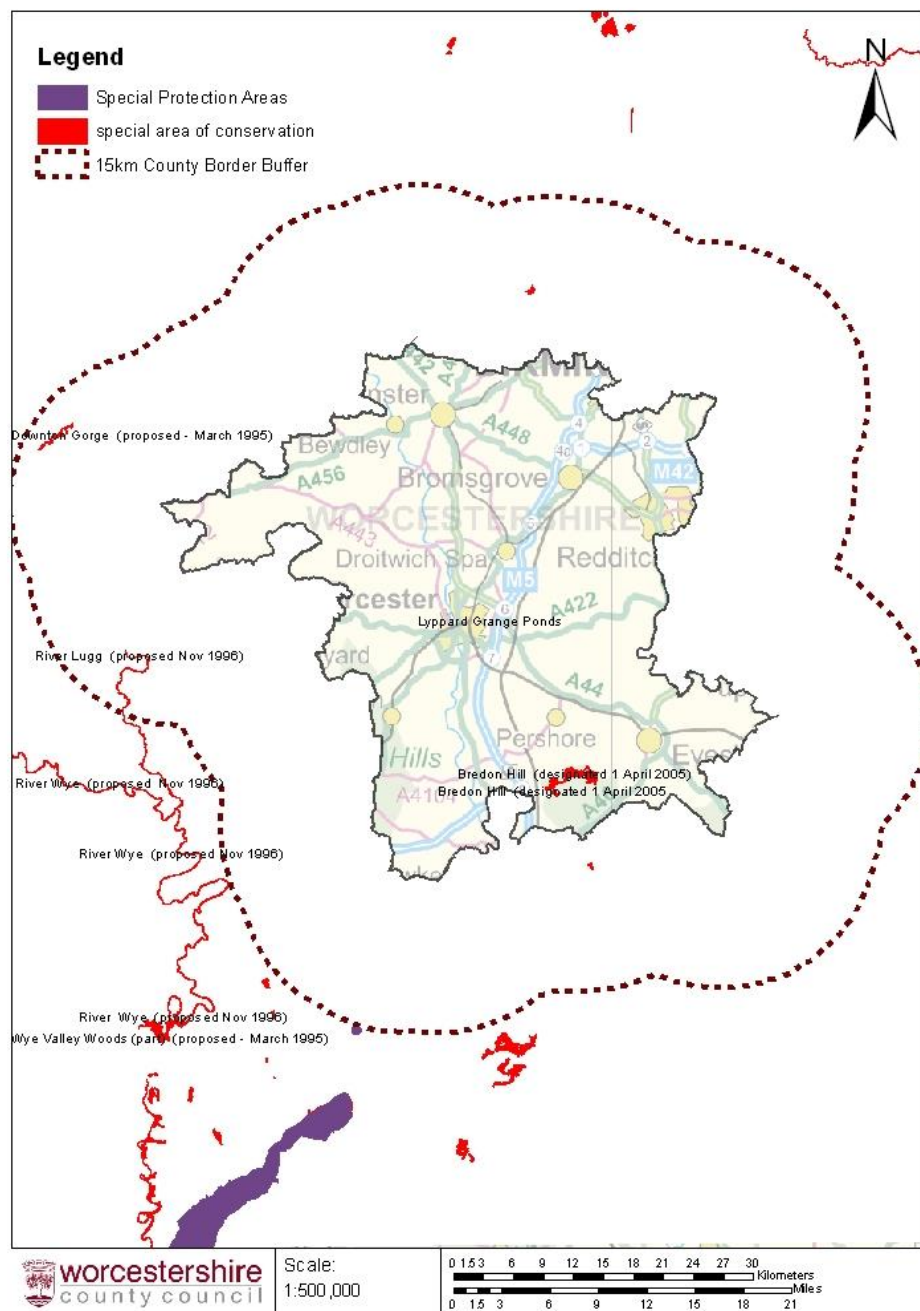 Legend
Special Protection Areas
special area of conservation
15km County Border Buffer
N
Downton Gorge (proposed - March 1995)
Bewdley
A448
A456
Bromsgrove
M42
WORCESTERSHIRE
A443
Droitwich Spa
Redditc
M5
rcester
A422
Lyppard Grange Ponds
River Lugg (proposed Nov 1996)
yard
A44
Pershore
Eves
Hills
Bredon Hill (designated 1 April 2005)
River Wye (proposed Nov 1996)
Bredon Hill (designated 1 April 2005
A4104
River Wye (proposed Nov 1996)
River Wye (proposed Nov 1996)
Wye Valley Woods (part) (proposed - March 1995)
worcestershire
county council
Scale:
1:500,000
0 1.5 3 6 9 12 15 18 21 24 27 30
Kilometers
Miles
0 1.5 3 6 9 12 15 18 21